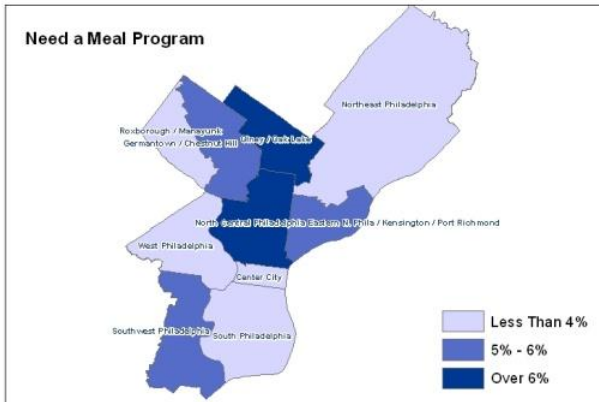 Need a Meal Program
Northeast Philadelphia
Roxborough / Manayunk
Germantown / Chestnut Hill
Olney / Oak Lane
North Central Philadelphia
Eastern N. Phila / Kensington / Port Richmond
West Philadelphia
Center City
Southwest Philadelphia
South Philadelphia
Less Than 4%
5% - 6%
Over 6%